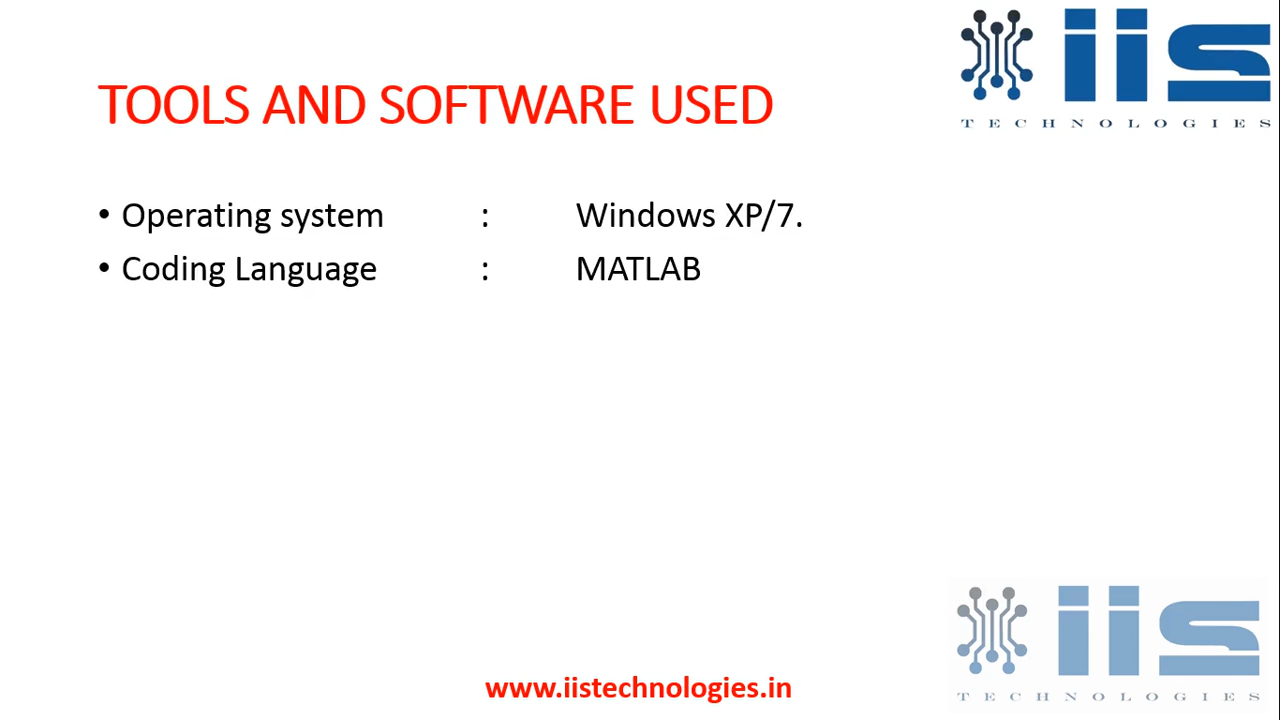 iis
TECHNOLOGIES
TOOLS AND SOFTWARE USED
• Operating system : Windows XP/7.
• Coding Language : MATLAB
iis
TECHNOLOGIES
www.iistechnologies.in